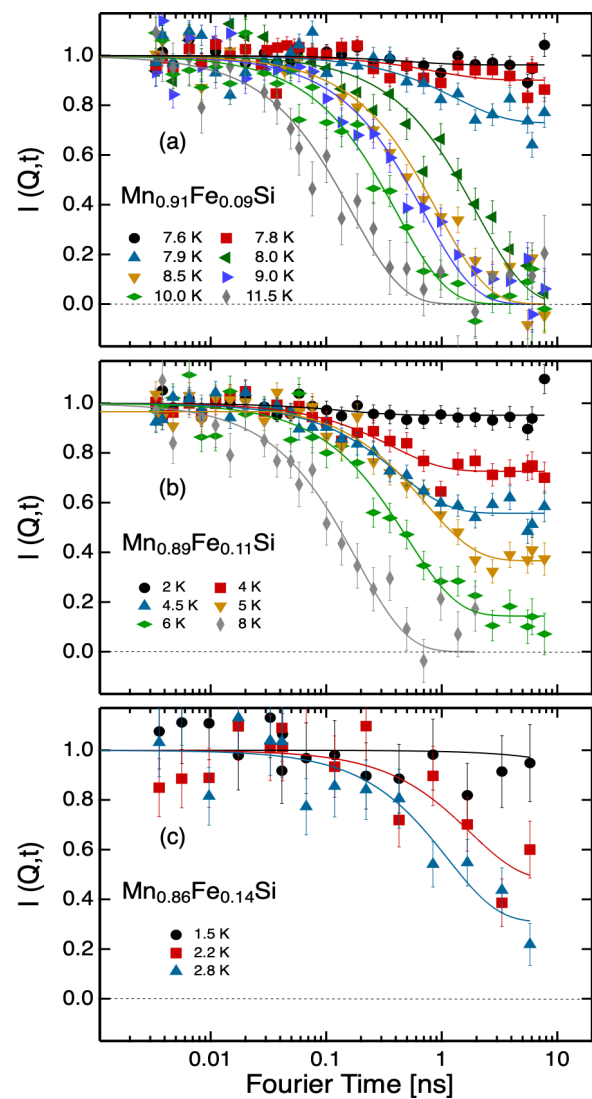 I (Q,t)
1.0
0.8
0.6
0.4
0.2
0.0
(a)
Mn0.91Fe0.09Si
7.6 K 7.8 K
7.9 K 8.0 K
8.5 K 9.0 K
10.0 K 11.5 K
I (Q,t)
1.0
0.8
0.6
0.4
0.2
0.0
(b)
Mn0.89Fe0.11Si
2 K 4 K
4.5 K 5 K
6 K 8 K
I (Q,t)
1.0
0.8
0.6
0.4
0.2
0.0
(c)
Mn0.86Fe0.14Si
1.5 K
2.2 K
2.8 K
0.01 0.1 1 10
Fourier Time [ns]